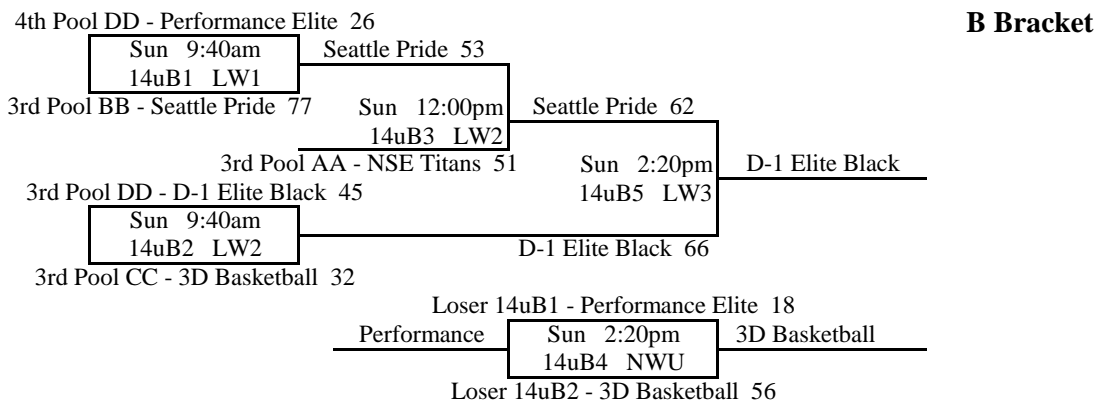 4th Pool DD - Performance Elite 26
B Bracket
Sun 9:40am
Seattle Pride 53
14uB1 LW1
3rd Pool BB - Seattle Pride 77
Sun 12:00pm
Seattle Pride 62
14uB3 LW2
3rd Pool AA - NSE Titans 51
Sun 2:20pm
D-1 Elite Black
3rd Pool DD - D-1 Elite Black 45
14uB5 LW3
Sun 9:40am
14uB2 LW2
D-1 Elite Black 66
3rd Pool CC - 3D Basketball 32
Loser 14uB1 - Performance Elite 18
Performance
Sun 2:20pm
3D Basketball
14uB4 NWU
Loser 14uB2 - 3D Basketball 56